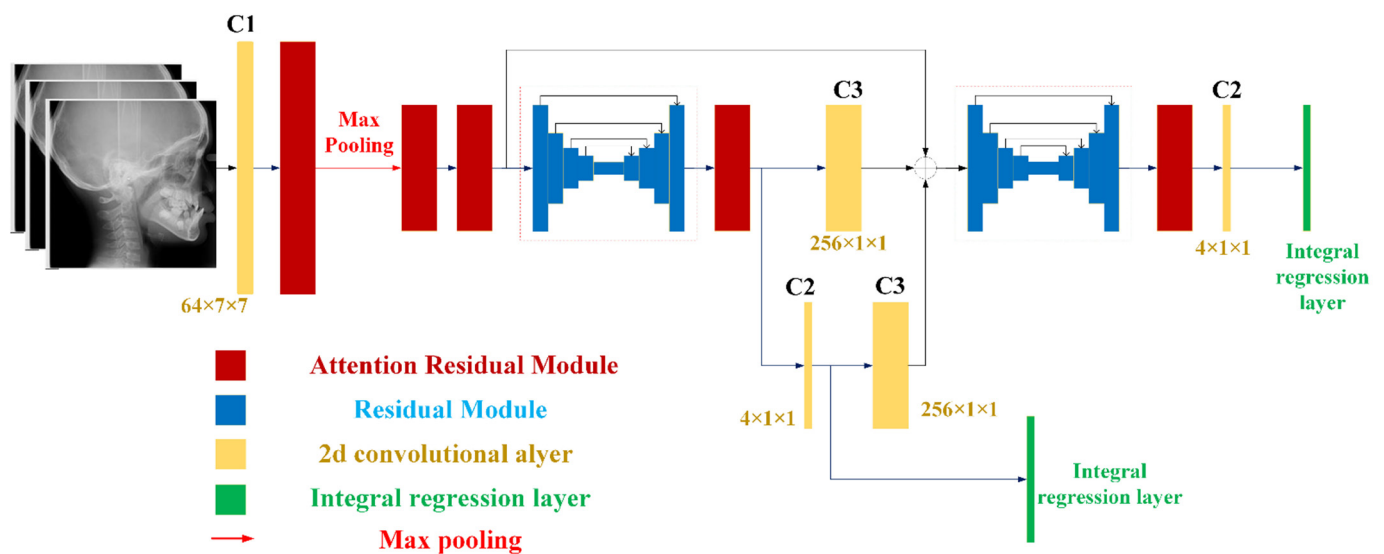 C1
Max
Pooling
C3
C2
256×1×1
4×1×1
64×7×7
Integral
regression
layer
C2
C3
4×1×1
256×1×1
Integral
regression layer
Attention Residual Module
Residual Module
2d convolutional alyer
Integral regression layer
Max pooling